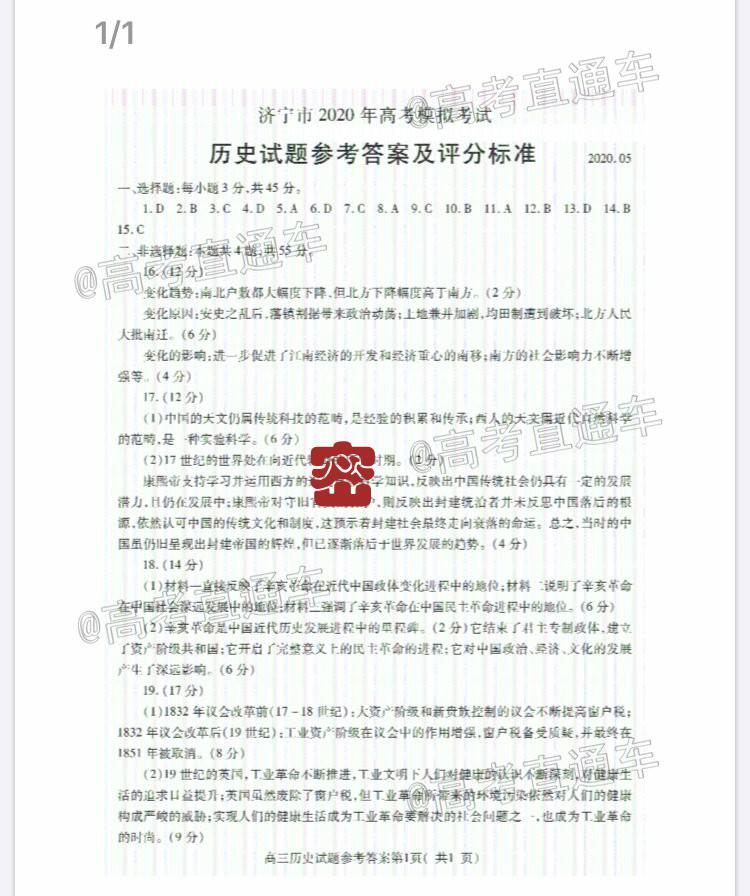 1/1
@高考直通车
济宁市 2020 年高考模拟考试
历史试题参考答案及评分标准 2020.05
一、选择题:每小题 3 分,共 45 分。
1. D 2. B 3. C 4. D 5. A 6. D 7. C 8. A 9. C 10. B 11. A 12. B 13. D 14. B
15. C
二、非选择题:本题共 4 题,共 55 分。
@高考直通车
16. (12 分)
变化趋势:南北户数都大幅度下降,但北方下降幅度高于南方。(2 分)
变化原因:安史之乱后,藩镇割据带来政治动荡;土地兼并加剧,均田制遭到破坏;北方人民
大批南迁。(6 分)
变化的影响:进一步促进了江南经济的开发和经济重心的南移;南方的社会影响力不断增
强等。(4 分)
17. (12 分)
(1)中国的天文仍属传统科技的范畴,是经验的积累和传承;西人的天文属近代自然科学
的范畴,是一种实验科学。(6 分)
@高考直通车
(2)17 世纪的世界处在向近代 时期。(2 分)
密
康熙帝支持学习并运用西方的 学知识,反映出中国传统社会仍具有一定的发展
潜力,且仍在发展中;康熙帝对守旧 ,则反映出封建统治者并未反思中国落后的根
源,依然认可中国的传统文化和制度,这预示着封建社会最终走向衰落的命运。总之,当时的中
国虽仍旧呈现出封建帝国的辉煌,但已逐渐落后于世界发展的趋势。(4 分)
18. (14 分)
(1)材料一直接反映了辛亥革命在近代中国政体变化进程中的地位;材料二说明了辛亥革命
在中国社会深远发展中的地位;材料三强调了辛亥革命在中国民主革命进程中的地位。(6 分)
@高考直通车
(2)辛亥革命是中国近代历史发展进程中的里程碑。(2 分)它结束了君主专制政体,建立
了资产阶级共和国;它开启了完整意义上的民主革命的进程;它对中国政治、经济、文化的发展
产生了深远影响。(6 分)
19. (17 分)
(1)1832 年议会改革前(17-18 世纪):大资产阶级和新贵族控制的议会不断提高窗户税;
1832 年议会改革后(19 世纪):工业资产阶级在议会中的作用增强,窗户税备受质疑,并最终在
1851 年被取消。(8 分)
(2)19 世纪的英国,工业革命不断推进,工业文明下人们对健康的认识不断深刻,对健康生
活的追求日益提升;英国虽然废除了窗户税,但工业革命所带来的环境污染依然对人们的健康
@高考直通车
构成严峻的威胁;实现人们的健康生活成为工业革命要解决的社会问题之一,也成为工业革命
的时尚。(9 分)
高三历史试题参考答案第1页( 共1 页)